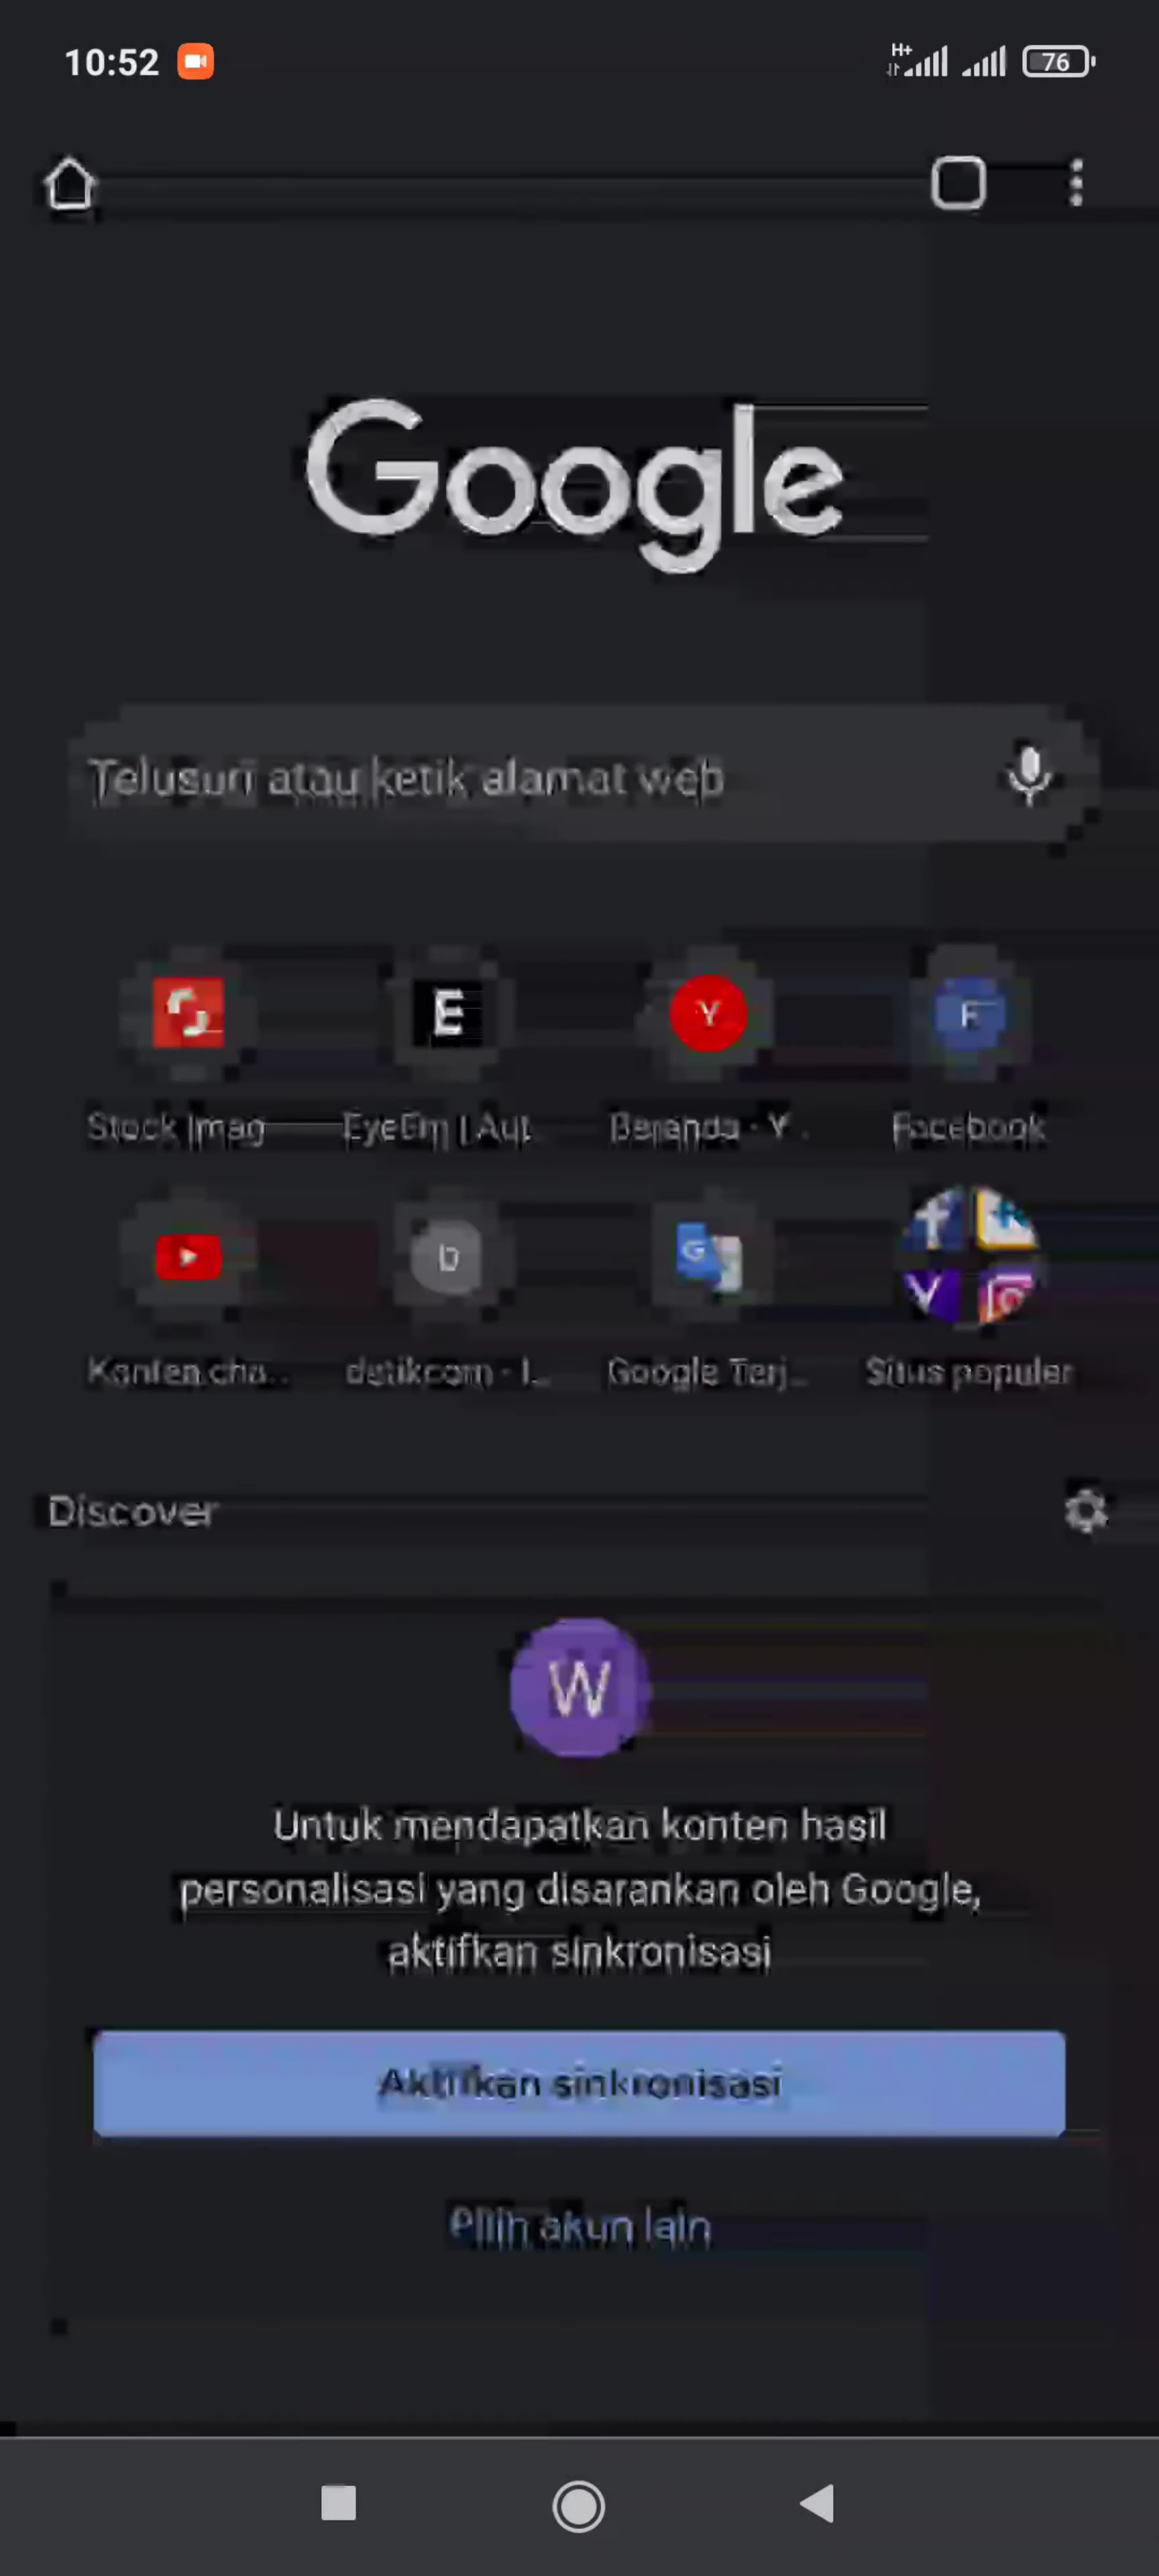 10:52 H+ 76
Google
Telusuri atau ketik alamat web
E Y F
Stock Imag EyeEm | Aut Beranda - Y.. Facebook
b G
Konten cha... detikcom - I... Google Terj... Situs populer
Discover
W
Untuk mendapatkan konten hasil
personalisasi yang disarankan oleh Google,
aktifkan sinkronisasi
Aktifkan sinkronisasi
Pilih akun lain